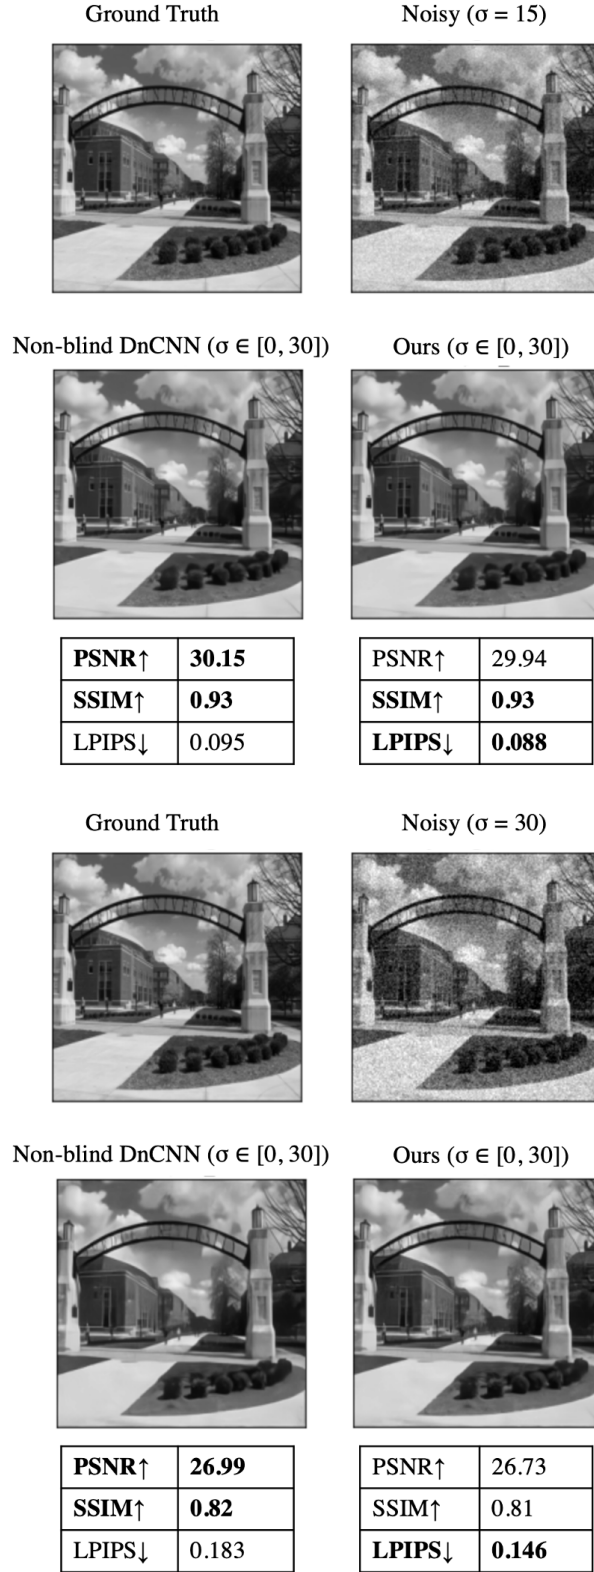 Ground Truth Noisy (σ = 15)
Non-blind DnCNN (σ ∈ [0, 30]) Ours (σ ∈ [0, 30])
PSNR↑ 30.15 PSNR↑ 29.94
SSIM↑ 0.93 SSIM↑ 0.93
LPIPS↓ 0.095 LPIPS↓ 0.088
Ground Truth Noisy (σ = 30)
Non-blind DnCNN (σ ∈ [0, 30]) Ours (σ ∈ [0, 30])
PSNR↑ 26.99 PSNR↑ 26.73
SSIM↑ 0.82 SSIM↑ 0.81
LPIPS↓ 0.183 LPIPS↓ 0.146